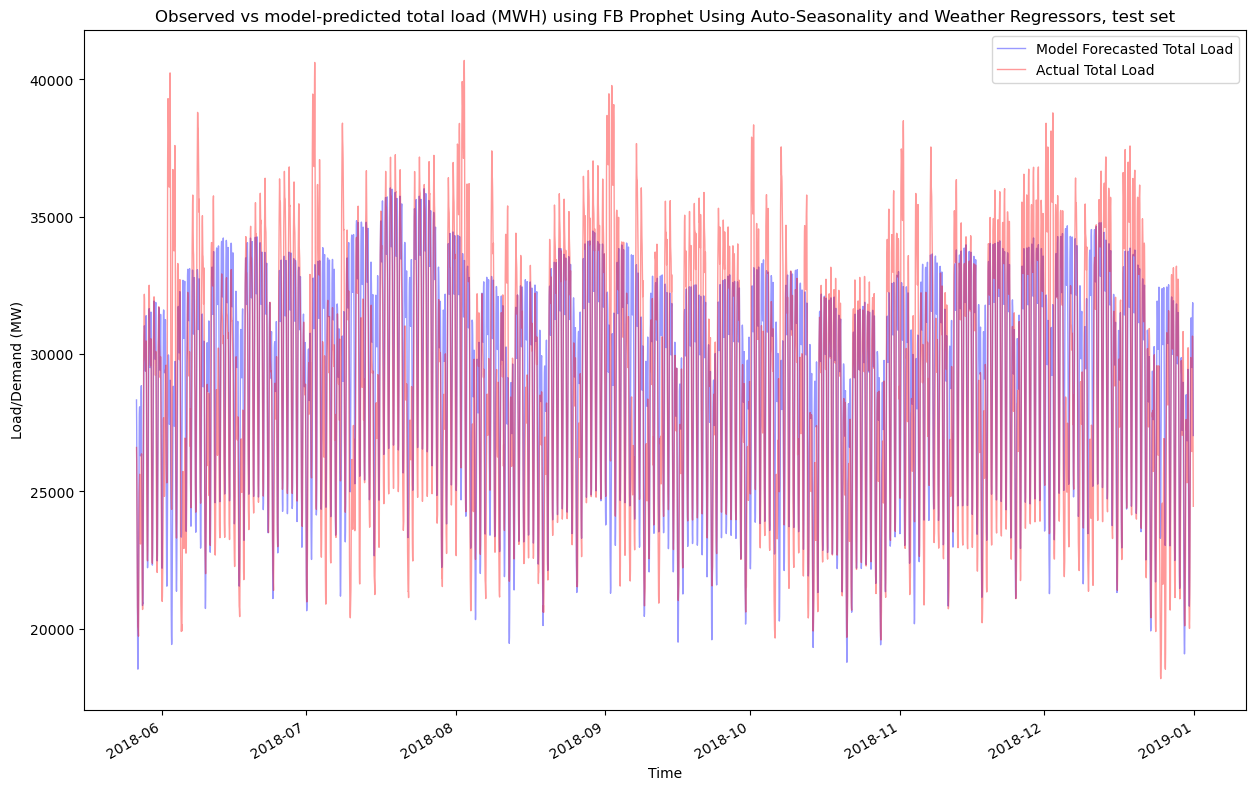 Observed vs model-predicted total load (MWH) using FB Prophet Using Auto-Seasonality and Weather Regressors, test set
Model Forecasted Total Load
Actual Total Load
Load/Demand (MW)
40000
35000
30000
25000
20000
2018-06
2018-07
2018-08
2018-09
2018-10
2018-11
2018-12
2019-01
Time